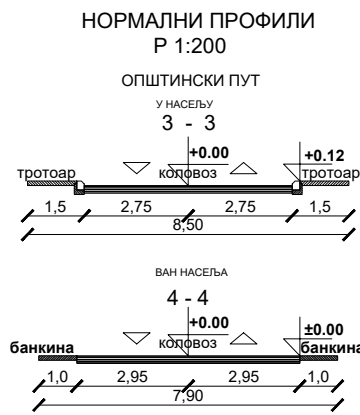 НОРМАЛНИ ПРОФИЛИ
Р 1:200
ОПШТИНСКИ ПУТ
У НАСЕЉУ
3 - 3
+0.00
+0.12
тротоар коловоз тротоар
1,5 2,75 2,75 1,5
8,50
ВАН НАСЕЉА
4 - 4
+0.00
±0.00
банкина коловоз банкина
1,0 2,95 2,95 1,0
7,90